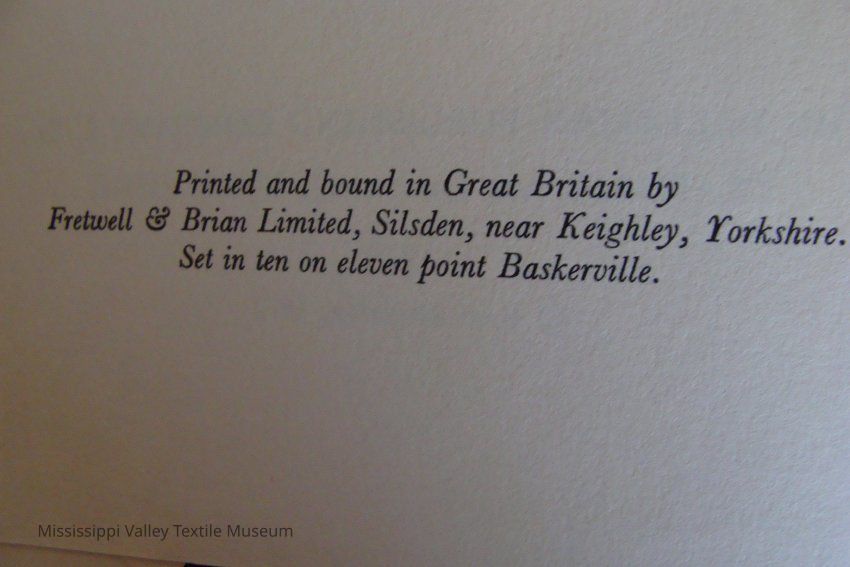 Printed and bound in Great Britain by
Fretwell & Brian Limited, Silsden, near Keighley, Yorkshire.
Set in ten on eleven point Baskerville.
Mississippi Valley Textile Museum